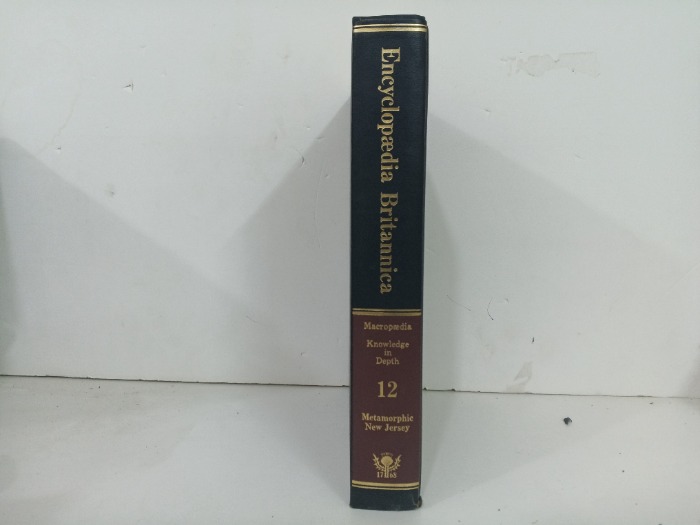 Encyclopædia Britannica
Macropædia
Knowledge
in
Depth
12
Metamorphic
New Jersey
17 68